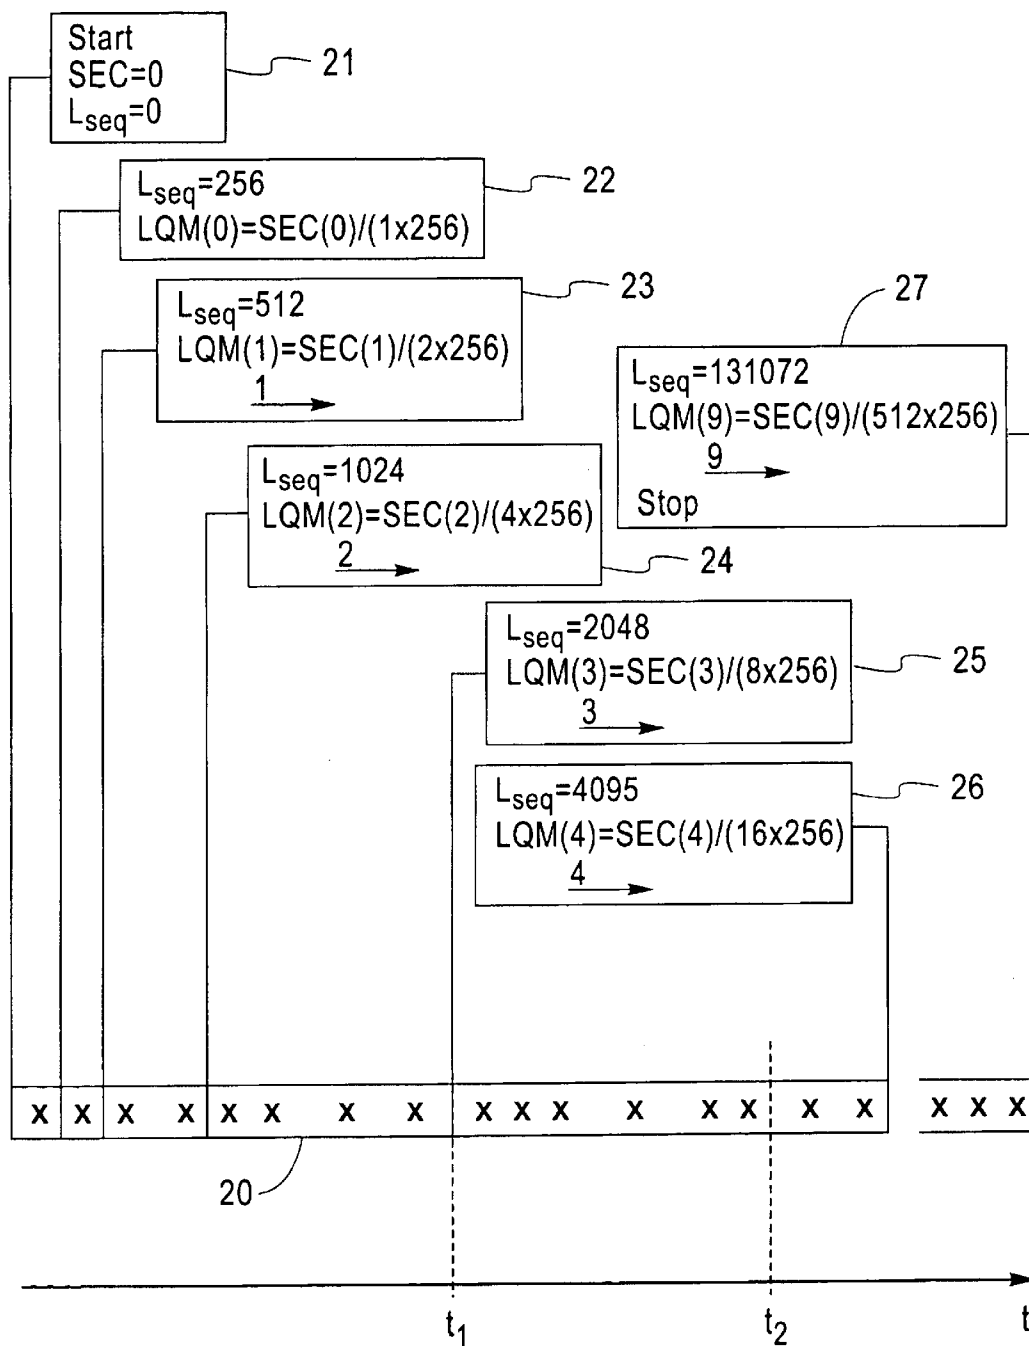 Start
SEC=0
Lseq=0
21
Lseq=256
LQM(0)=SEC(0)/(1x256)
22
Lseq=512
LQM(1)=SEC(1)/(2x256)
1
23
Lseq=131072
LQM(9)=SEC(9)/(512x256)
9
Stop
27
Lseq=1024
LQM(2)=SEC(2)/(4x256)
2
24
Lseq=2048
LQM(3)=SEC(3)/(8x256)
3
25
Lseq=4095
LQM(4)=SEC(4)/(16x256)
4
26
x x x x x x x x x x x x x x x x x x x
20
t1 t2 t